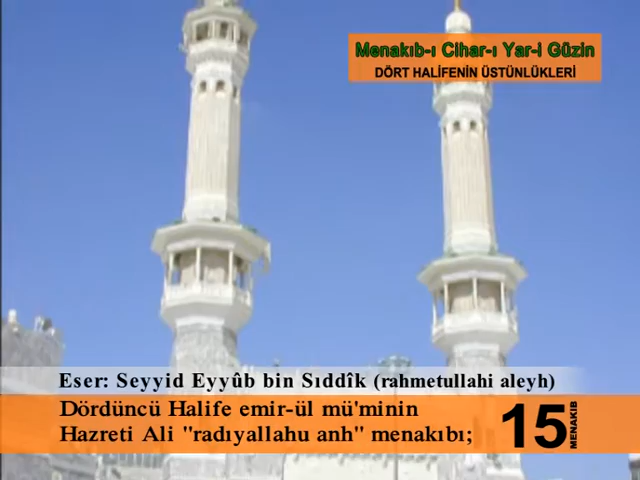 Menakıb-ı Cihar-ı Yar-i Güzin
DÖRT HALİFENİN ÜSTÜNLÜKLERİ
Eser: Seyyid Eyyûb bin Sıddîk (rahmetullahi aleyh)
Dördüncü Halife emir-ül mü'minin
Hazreti Ali "radıyallahu anh" menakıbı;
15
MENAKIB